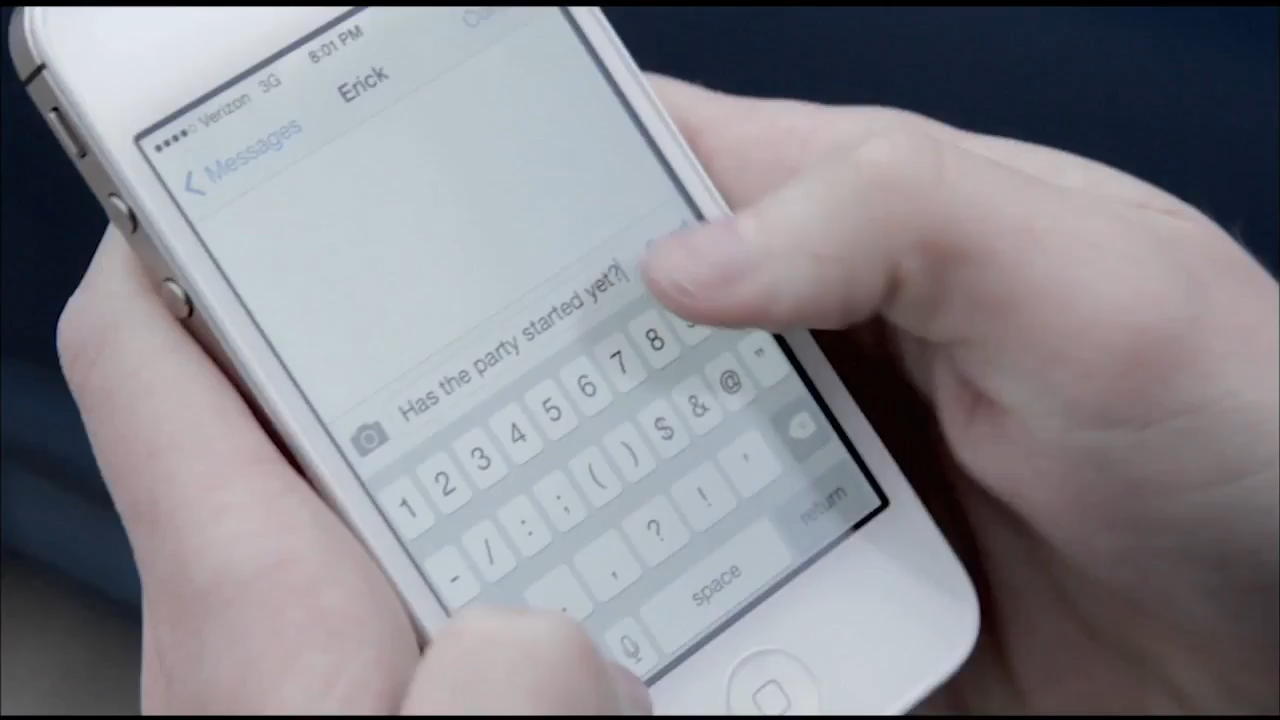 Verizon 3G 8:01 PM
Messages Erick
Has the party started yet?
1 2 3 4 5 6 7 8
- / : ; ( ) $ & @ "
. , ? ! '
space return